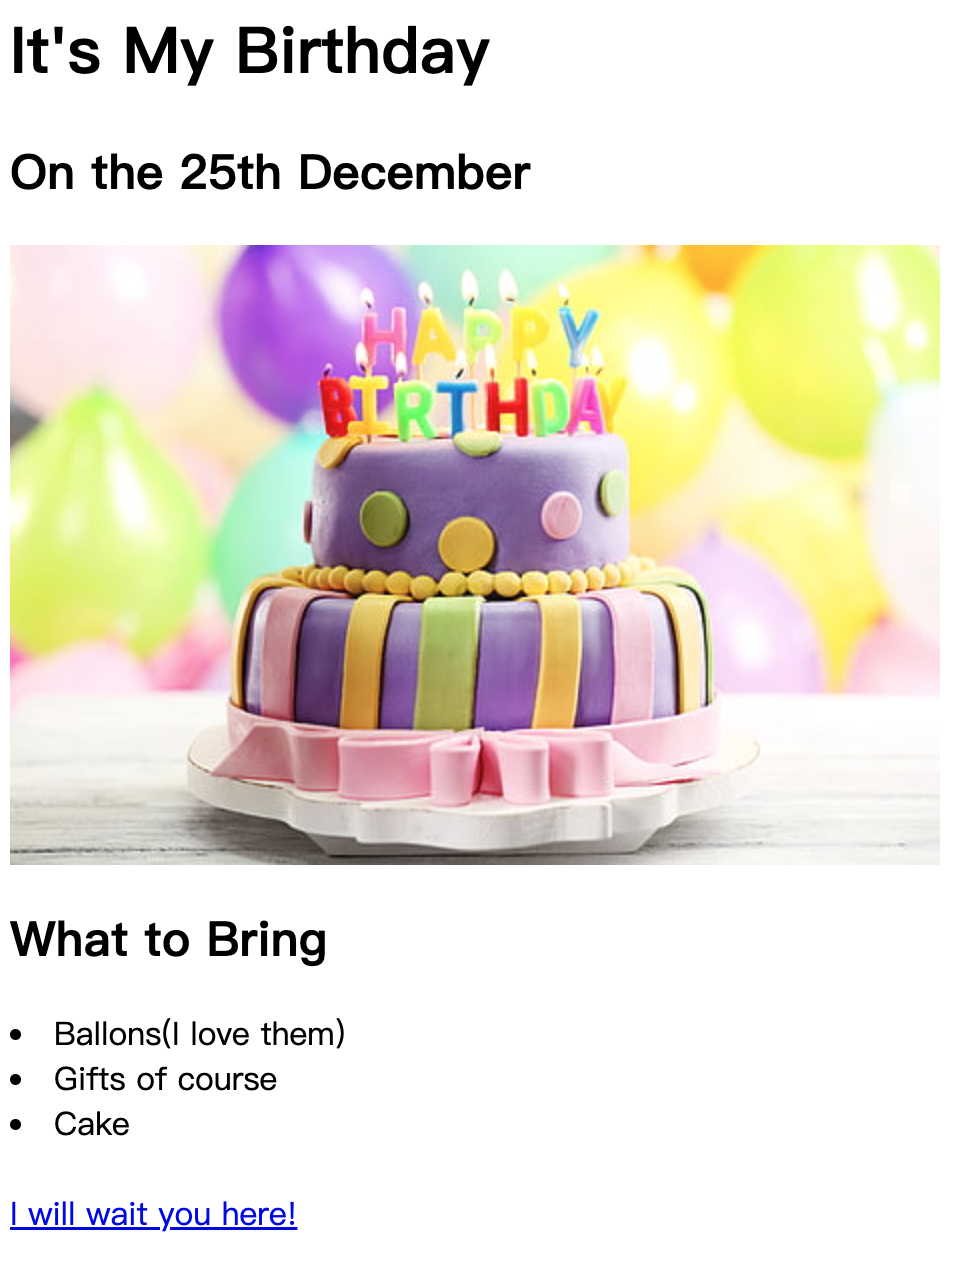 It's My Birthday
On the 25th December
HAPPY
BIRTHDAY
What to Bring
Ballons(I love them)
Gifts of course
Cake
I will wait you here!